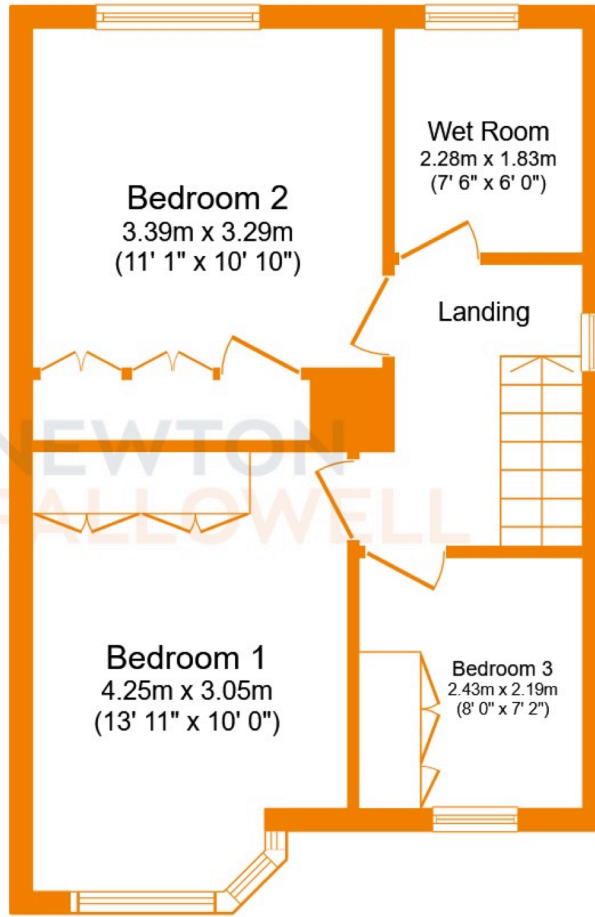 Wet Room
2.28m x 1.83m
(7' 6" x 6' 0")
Bedroom 2
3.39m x 3.29m
(11' 1" x 10' 10")
Landing
NEWTON
FALLOWELL
Bedroom 1
4.25m x 3.05m
(13' 11" x 10' 0")
Bedroom 3
2.43m x 2.19m
(8' 0" x 7' 2")